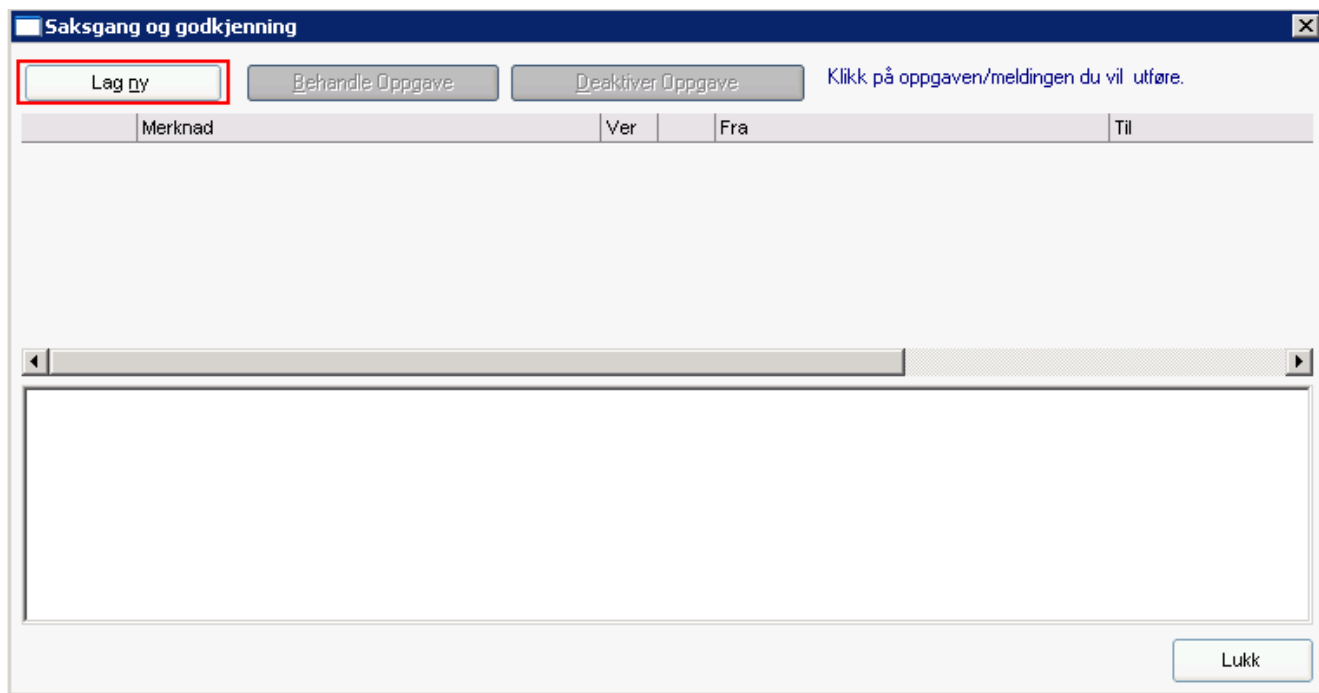 Saksgang og godkjenning
Lag ny
Behandle Oppgave
Deaktiver Oppgave
Klikk på oppgaven/meldingen du vil utføre.
Merknad
Ver
Fra
Til
Lukk